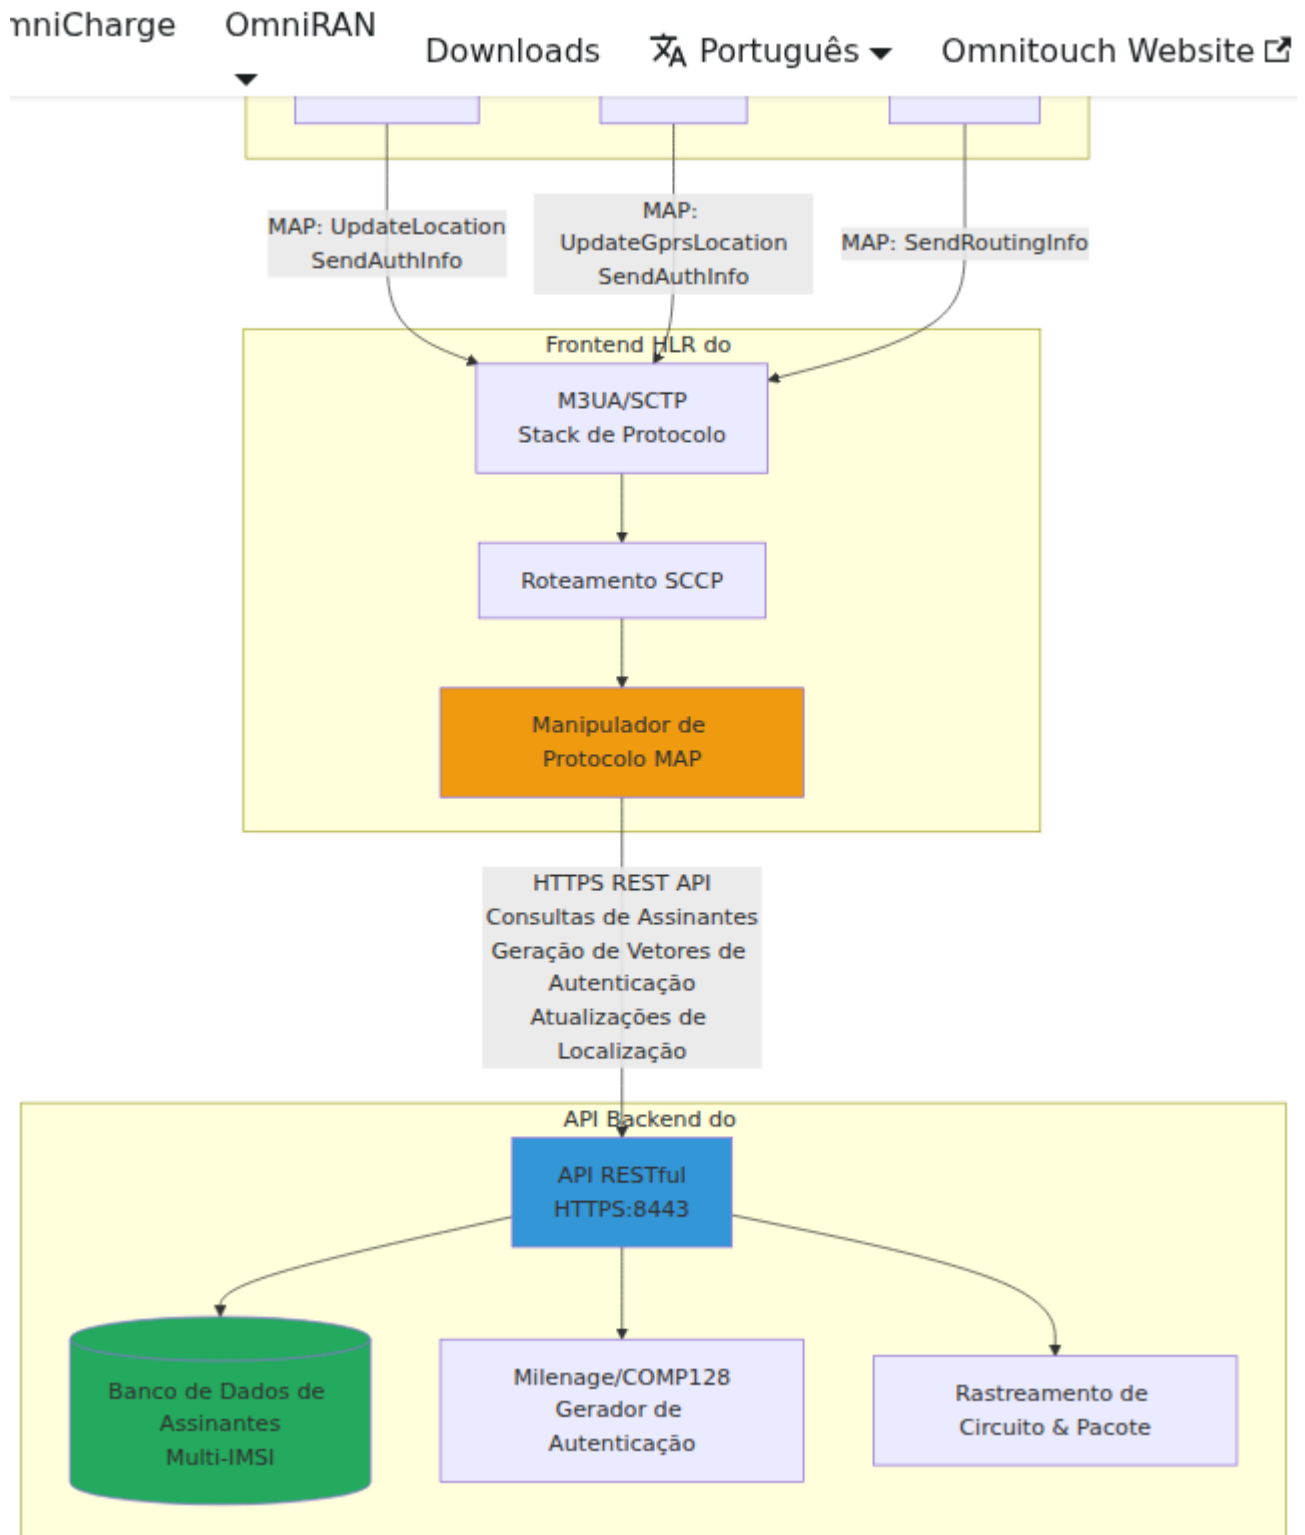 mniCharge
OmniRAN
Downloads
Português
Omnitouch Website
MAP: UpdateLocation
SendAuthInfo
MAP:
UpdateGprsLocation
SendAuthInfo
MAP: SendRoutingInfo
Frontend HLR do
M3UA/SCTP
Stack de Protocolo
Roteamento SCCP
Manipulador de
Protocolo MAP
HTTPS REST API
Consultas de Assinantes
Geração de Vetores de
Autenticação
Atualizações de
Localização
API Backend do
API RESTful
HTTPS:8443
Banco de Dados de
Assinantes
Multi-IMSI
Milenage/COMP128
Gerador de
Autenticação
Rastreamento de
Circuito & Pacote